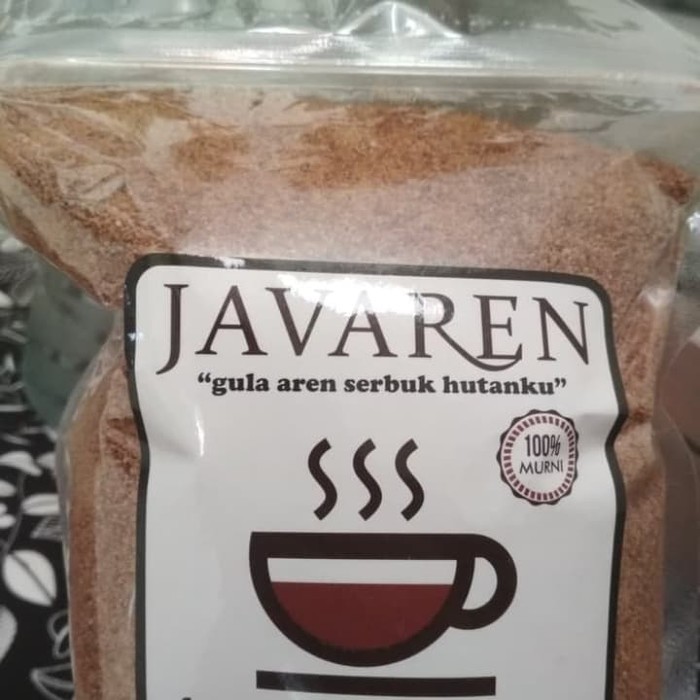 JAVAREN
“gula aren serbuk hutanku”
100%
MURNI